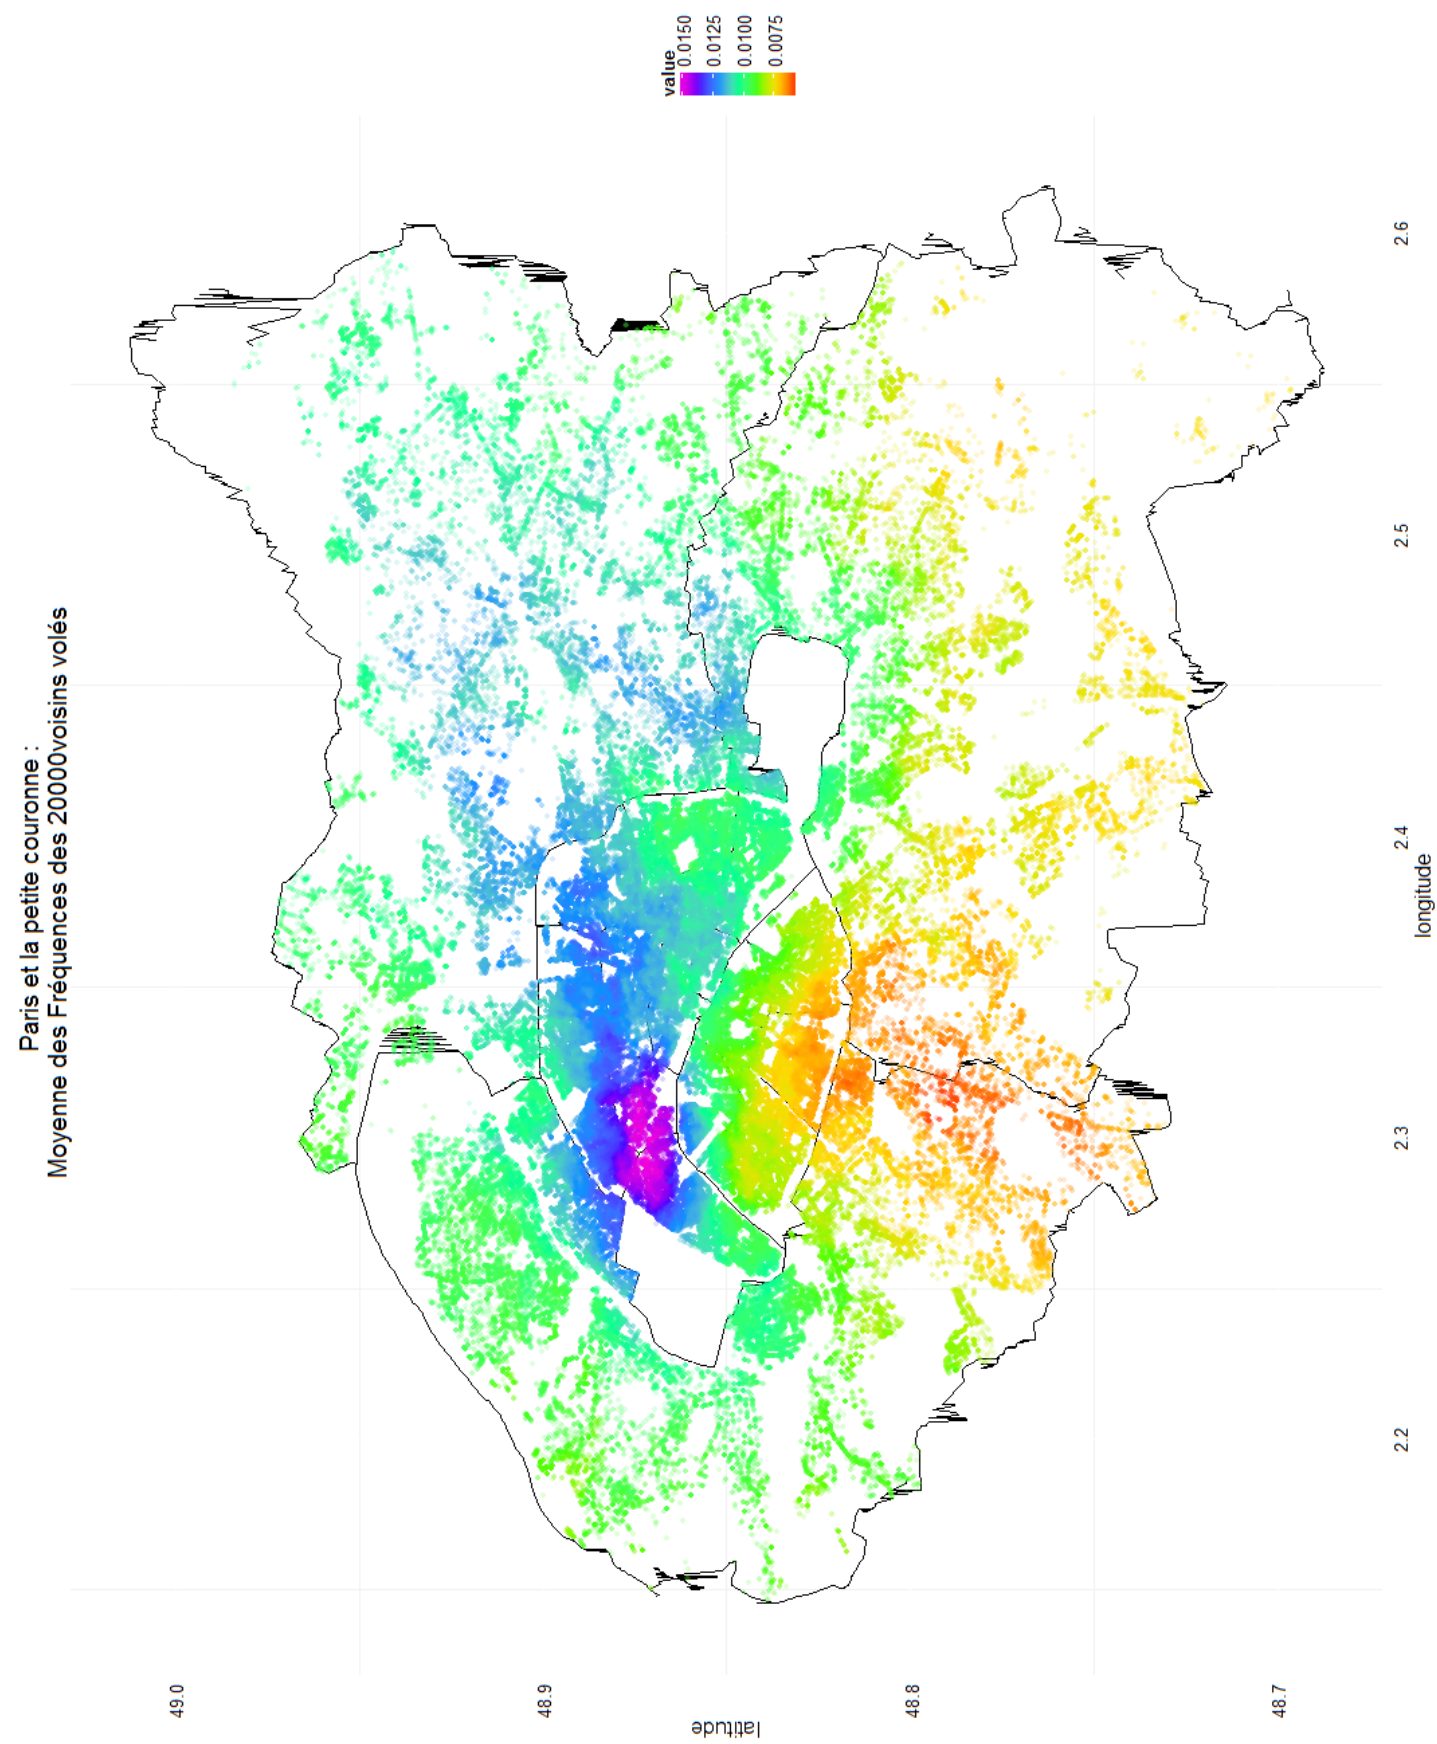 Paris et la petite couronne :
Moyenne des Fréquences des 20000voisins volés
value
0.0150
0.0125
0.0100
0.0075
49.0
48.9
48.8
48.7
latitude
2.2
2.3
2.4
2.5
2.6
longitude